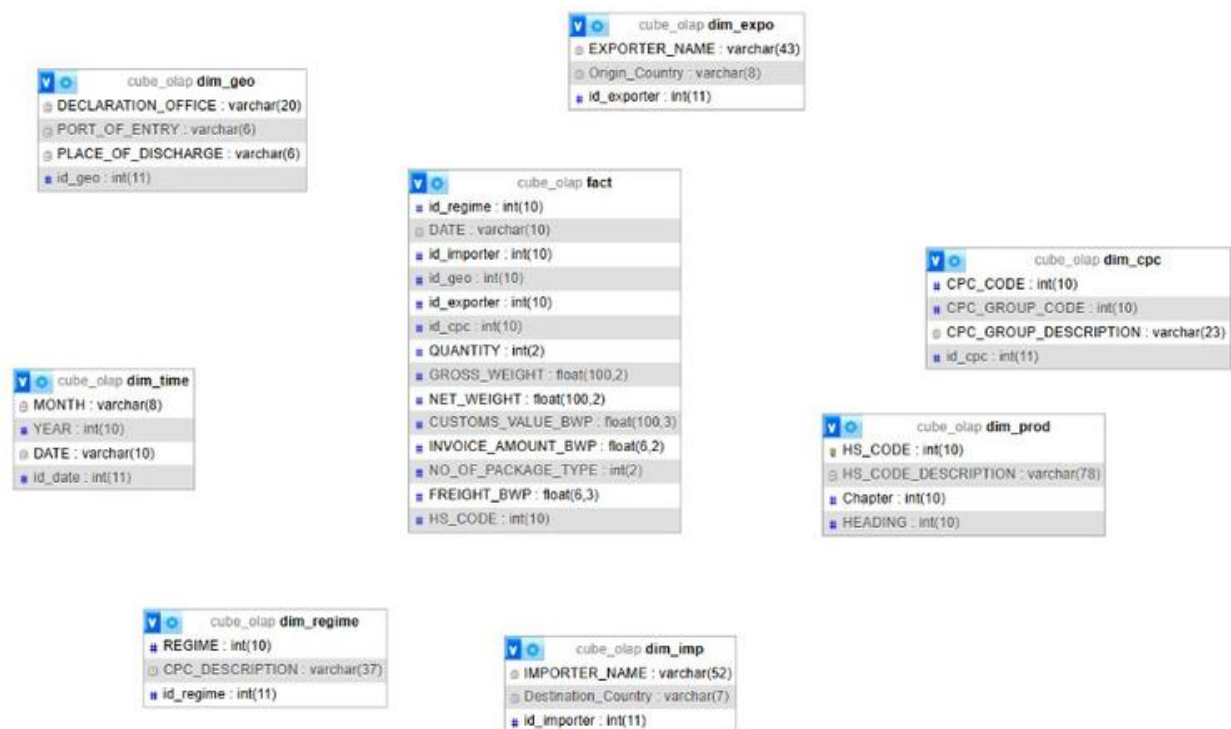 cube_olap dim_expo
EXPORTER_NAME : varchar(43)
Origin_Country : varchar(8)
id_exporter : int(11)
cube_olap dim_geo
DECLARATION_OFFICE : varchar(20)
PORT_OF_ENTRY : varchar(6)
PLACE_OF_DISCHARGE : varchar(6)
id_geo : int(11)
cube_olap fact
id_regime : int(10)
DATE : varchar(10)
id_importer : int(10)
id_geo : int(10)
id_exporter : int(10)
id_cpc : int(10)
QUANTITY : int(2)
GROSS_WEIGHT : float(100,2)
NET_WEIGHT : float(100,2)
CUSTOMS_VALUE_BWP : float(100,3)
INVOICE_AMOUNT_BWP : float(6,2)
NO_OF_PACKAGE_TYPE : int(2)
FREIGHT_BWP : float(6,3)
HS_CODE : int(10)
cube_olap dim_cpc
CPC_CODE : int(10)
CPC_GROUP_CODE : int(10)
CPC_GROUP_DESCRIPTION : varchar(23)
id_cpc : int(11)
cube_olap dim_time
MONTH : varchar(8)
YEAR : int(10)
DATE : varchar(10)
id_date : int(11)
cube_olap dim_prod
HS_CODE : int(10)
HS_CODE_DESCRIPTION : varchar(78)
Chapter : int(10)
HEADING : int(10)
cube_olap dim_regime
REGIME : int(10)
CPC_DESCRIPTION : varchar(37)
id_regime : int(11)
cube_olap dim_imp
IMPORTER_NAME : varchar(52)
Destination_Country : varchar(7)
id_importer : int(11)